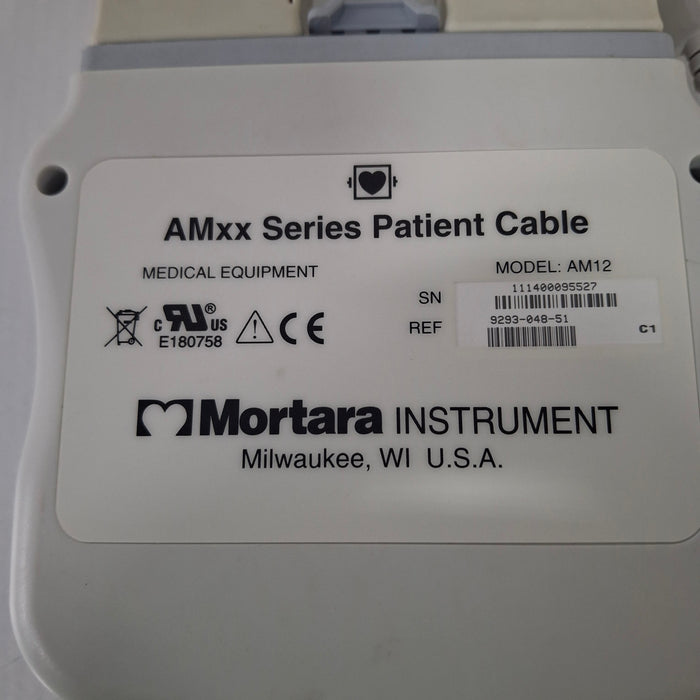 AMxx Series Patient Cable
MEDICAL EQUIPMENT
MODEL: AM12
SN 111400095527
c RU® US
E180758
CE
REF 9293-048-51
C1
Mortara INSTRUMENT
Milwaukee, WI U.S.A.